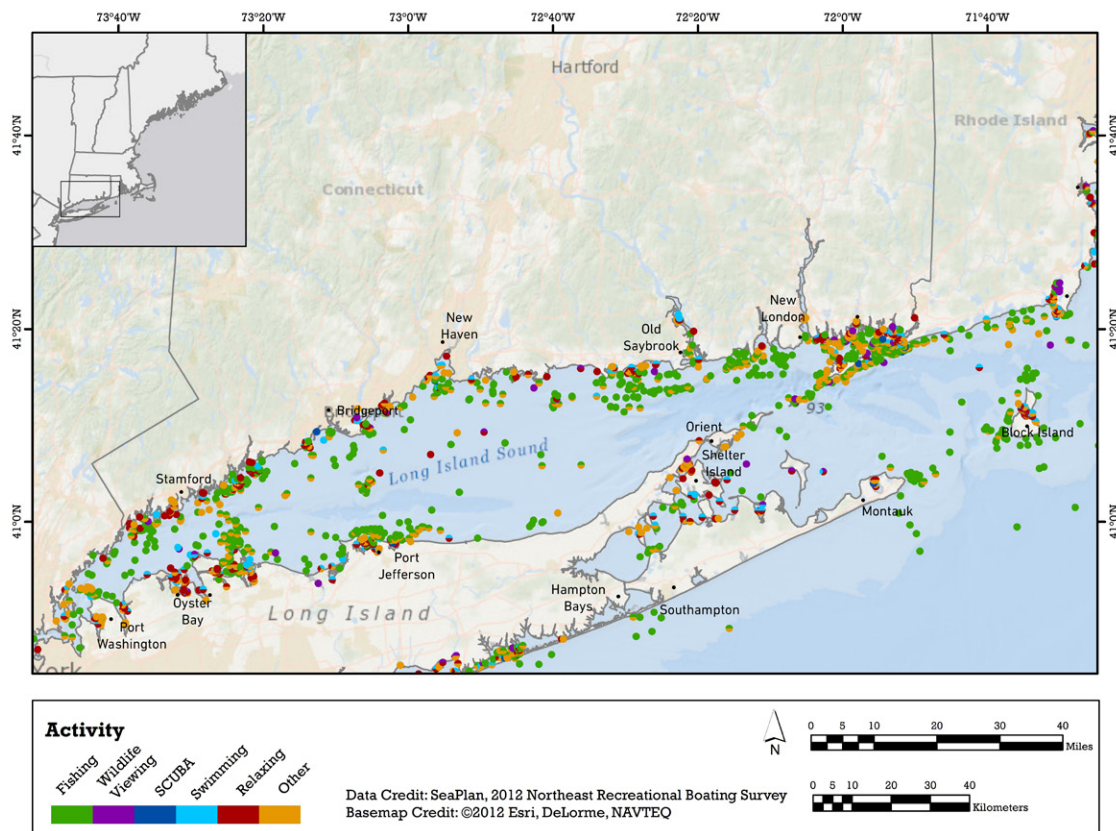 73°40'W
73°20'W
73°0'W
72°40'W
72°20'W
72°0'W
71°40'W
Hartford
Rhode Island
41°40'N
41°40'N
Connecticut
New
Haven
New
London
Old
Saybrook
41°20'N
41°20'N
Bridgeport
93
Orient
Block Island
Long Island Sound
Shelter
Island
Stamford
Montauk
41°0'N
Port
Jefferson
Hampton
Bays
Southampton
Oyster
Bay
Long Island
Port
Washington
York
Activity
Fishing
Wildlife
Viewing
SCUBA
Swimming
Relaxing
Other
N
0 5 10 20 30 40
Miles
0 5 10 20 30 40
Kilometers
Data Credit: SeaPlan, 2012 Northeast Recreational Boating Survey
Basemap Credit: ©2012 Esri, DeLorme, NAVTEQ